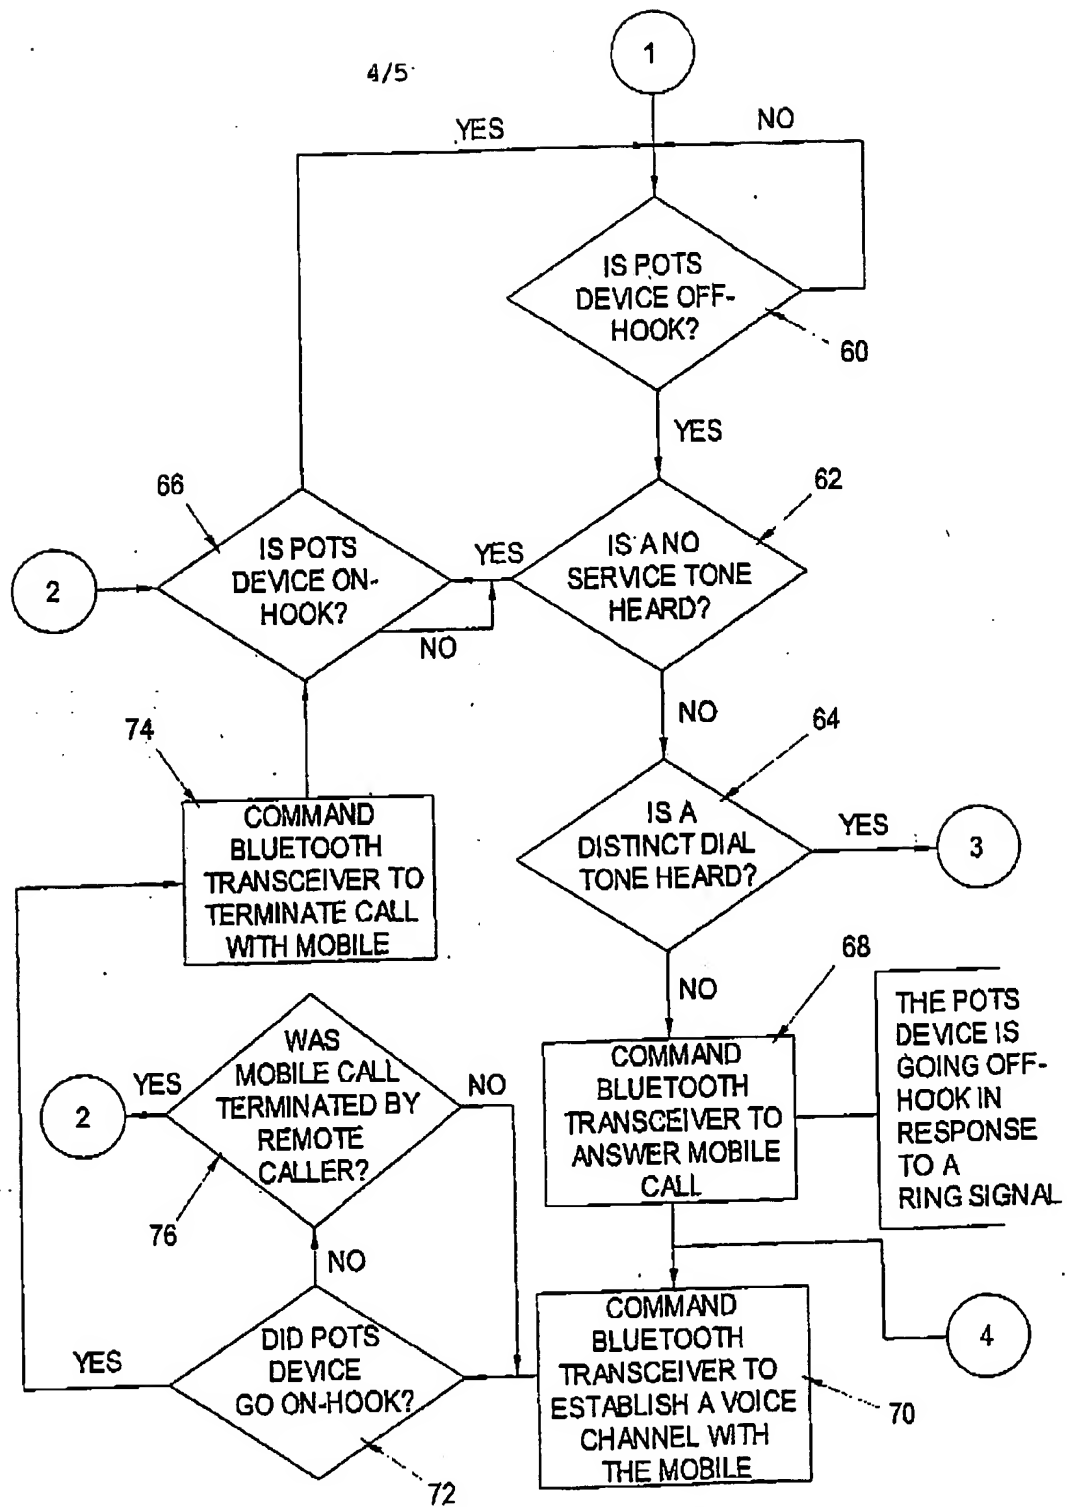 4/5
1
YES
NO
IS POTS
DEVICE OFF-
HOOK?
60
YES
66
62
2
IS POTS
DEVICE ON-
HOOK?
YES
NO
IS A NO
SERVICE TONE
HEARD?
NO
74
64
COMMAND
BLUETOOTH
TRANSCEIVER TO
TERMINATE CALL
WITH MOBILE
IS A
DISTINCT DIAL
TONE HEARD?
YES
3
NO
68
COMMAND
BLUETOOTH
TRANSCEIVER TO
ANSWER MOBILE
CALL
THE POTS
DEVICE IS
GOING OFF-
HOOK IN
RESPONSE
TO A
RING SIGNAL
2
YES
WAS
MOBILE CALL
TERMINATED BY
REMOTE
CALLER?
NO
76
NO
YES
DID POTS
DEVICE
GO ON-HOOK?
72
COMMAND
BLUETOOTH
TRANSCEIVER TO
ESTABLISH A VOICE
CHANNEL WITH
THE MOBILE
4
70